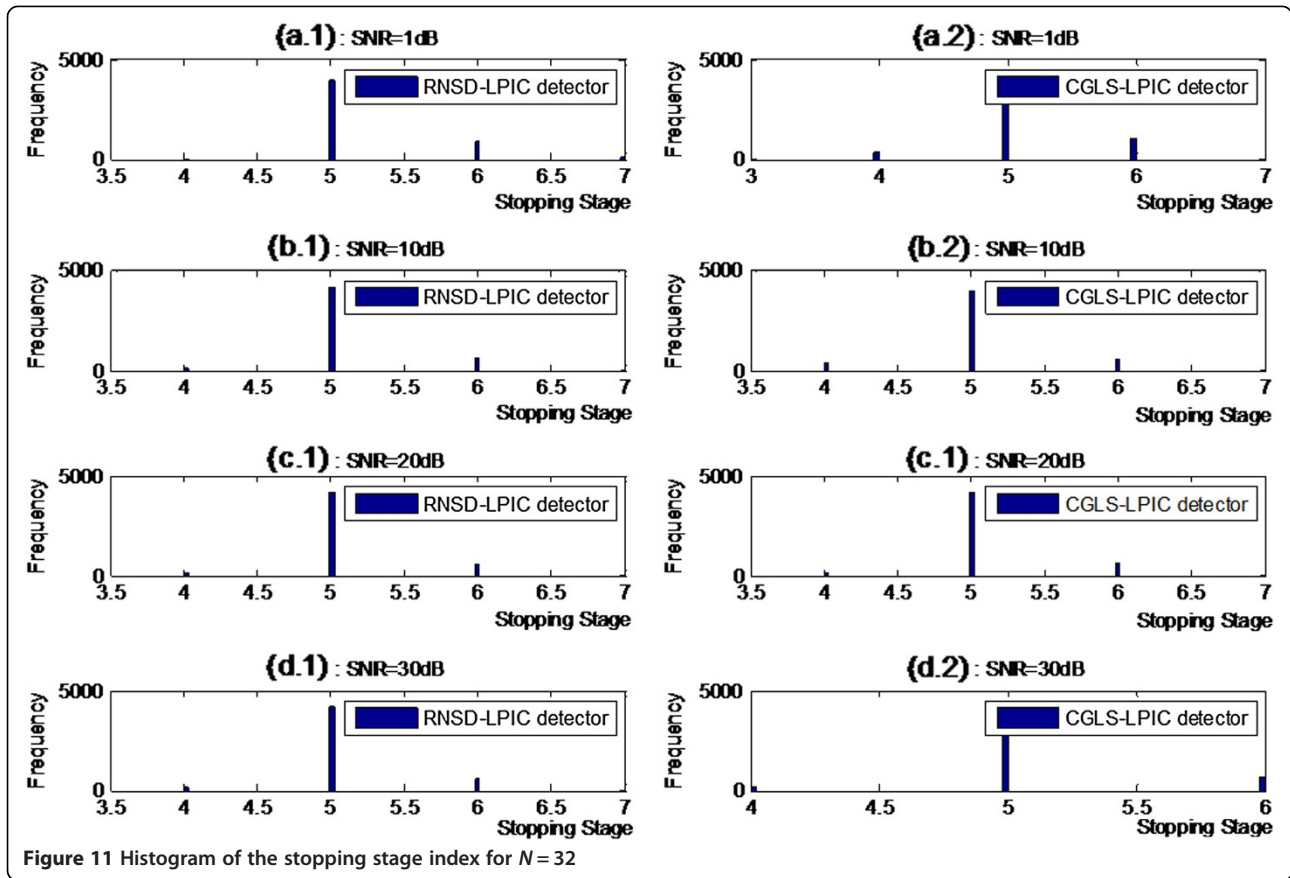 (a.1) : SNR=1dB
5000
Frequency
0
RNSD-LPIC detector
3.5 4 4.5 5 5.5 6 6.5 7
Stopping Stage
(a.2) : SNR=1dB
5000
Frequency
0
CGLS-LPIC detector
3 4 5 6 7
Stopping Stage
(b.1) : SNR=10dB
5000
Frequency
0
RNSD-LPIC detector
3.5 4 4.5 5 5.5 6 6.5 7
Stopping Stage
(b.2) : SNR=10dB
5000
Frequency
0
CGLS-LPIC detector
3.5 4 4.5 5 5.5 6 6.5 7
Stopping Stage
(c.1) : SNR=20dB
5000
Frequency
0
RNSD-LPIC detector
3.5 4 4.5 5 5.5 6 6.5 7
Stopping Stage
(c.1) : SNR=20dB
5000
Frequency
0
CGLS-LPIC detector
3.5 4 4.5 5 5.5 6 6.5 7
Stopping Stage
(d.1) : SNR=30dB
5000
Frequency
0
RNSD-LPIC detector
3.5 4 4.5 5 5.5 6 6.5 7
Stopping Stage
(d.2) : SNR=30dB
5000
Frequency
0
CGLS-LPIC detector
4 4.5 5 5.5 6
Stopping Stage
Figure 11 Histogram of the stopping stage index for N = 32